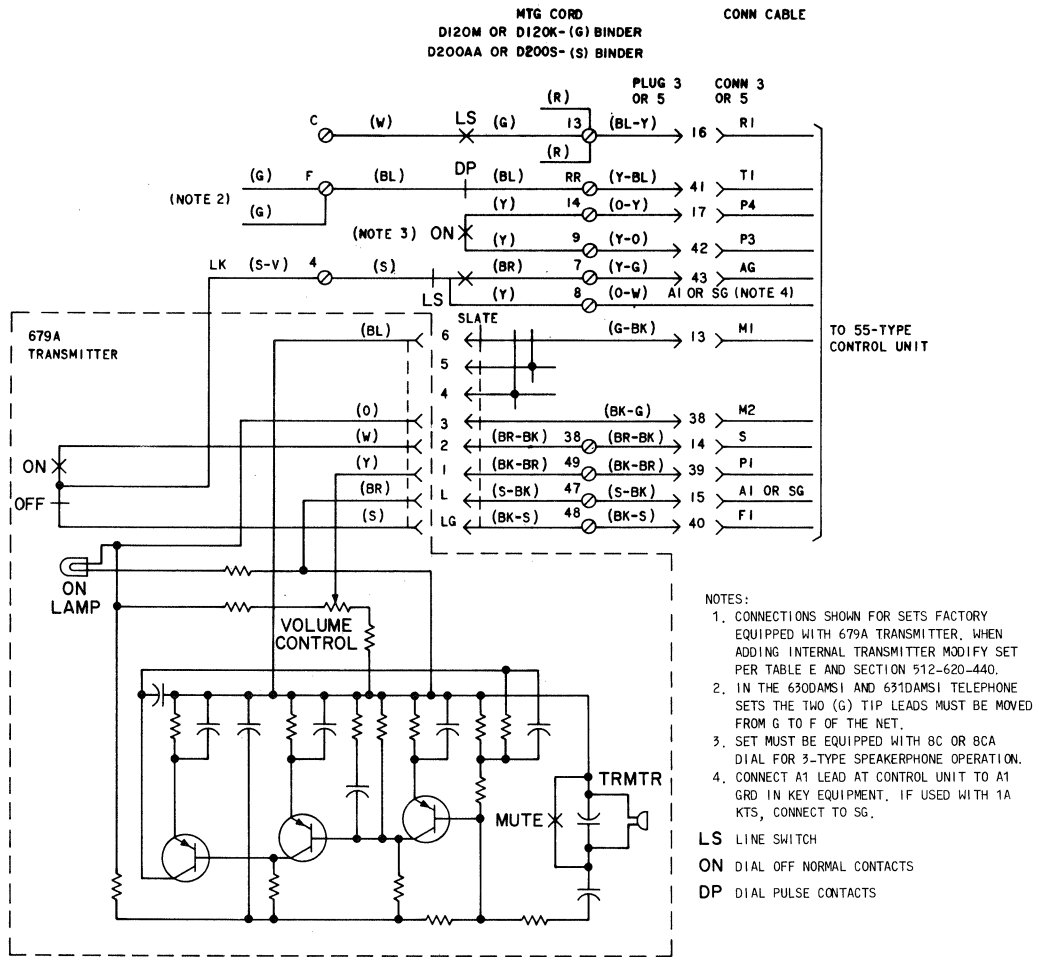 MTG CORD CONN CABLE
D120M OR D120K-(G) BINDER
D200AA OR D200S-(S) BINDER
PLUG 3 OR 5
CONN 3 OR 5
(R)
C (W) LS (G) 13 (BL-Y) 16 R1
(R)
DP
(G) F (BL) (BL) RR (Y-BL) 41 T1
(NOTE 2)
(G)
(Y) 14 (O-Y) 17 P4
(NOTE 3) ON
(Y) 9 (Y-O) 42 P3
LK (S-V) 4 (S) (BR) 7 (Y-G) 43 AG
LS (Y) 8 (O-W) A1 OR SG (NOTE 4)
SLATE
679A
TRANSMITTER
(BL) 6 (G-BK) 13 M1
TO 55-TYPE
CONTROL UNIT
5
4
(O) 3 (BK-G) 38 M2
(W) 2 (BR-BK) 38 (BR-BK) 14 S
ON
(Y) 1 (BK-BR) 49 (BK-BR) 39 P1
OFF
(BR) L (S-BK) 47 (S-BK) 15 A1 OR SG
(S) LG (BK-S) 48 (BK-S) 40 F1
ON
LAMP
VOLUME
CONTROL
TRMTR
MUTE
NOTES:
1. CONNECTIONS SHOWN FOR SETS FACTORY
EQUIPPED WITH 679A TRANSMITTER. WHEN
ADDING INTERNAL TRANSMITTER MODIFY SET
PER TABLE E AND SECTION 512-620-440.
2. IN THE 630DAMS1 AND 631DAMS1 TELEPHONE
SETS THE TWO (G) TIP LEADS MUST BE MOVED
FROM G TO F OF THE NET.
3. SET MUST BE EQUIPPED WITH 8C OR 8CA
DIAL FOR 3-TYPE SPEAKERPHONE OPERATION.
4. CONNECT A1 LEAD AT CONTROL UNIT TO A1
GRD IN KEY EQUIPMENT. IF USED WITH 1A
KTS, CONNECT TO SG.
LS LINE SWITCH
ON DIAL OFF NORMAL CONTACTS
DP DIAL PULSE CONTACTS